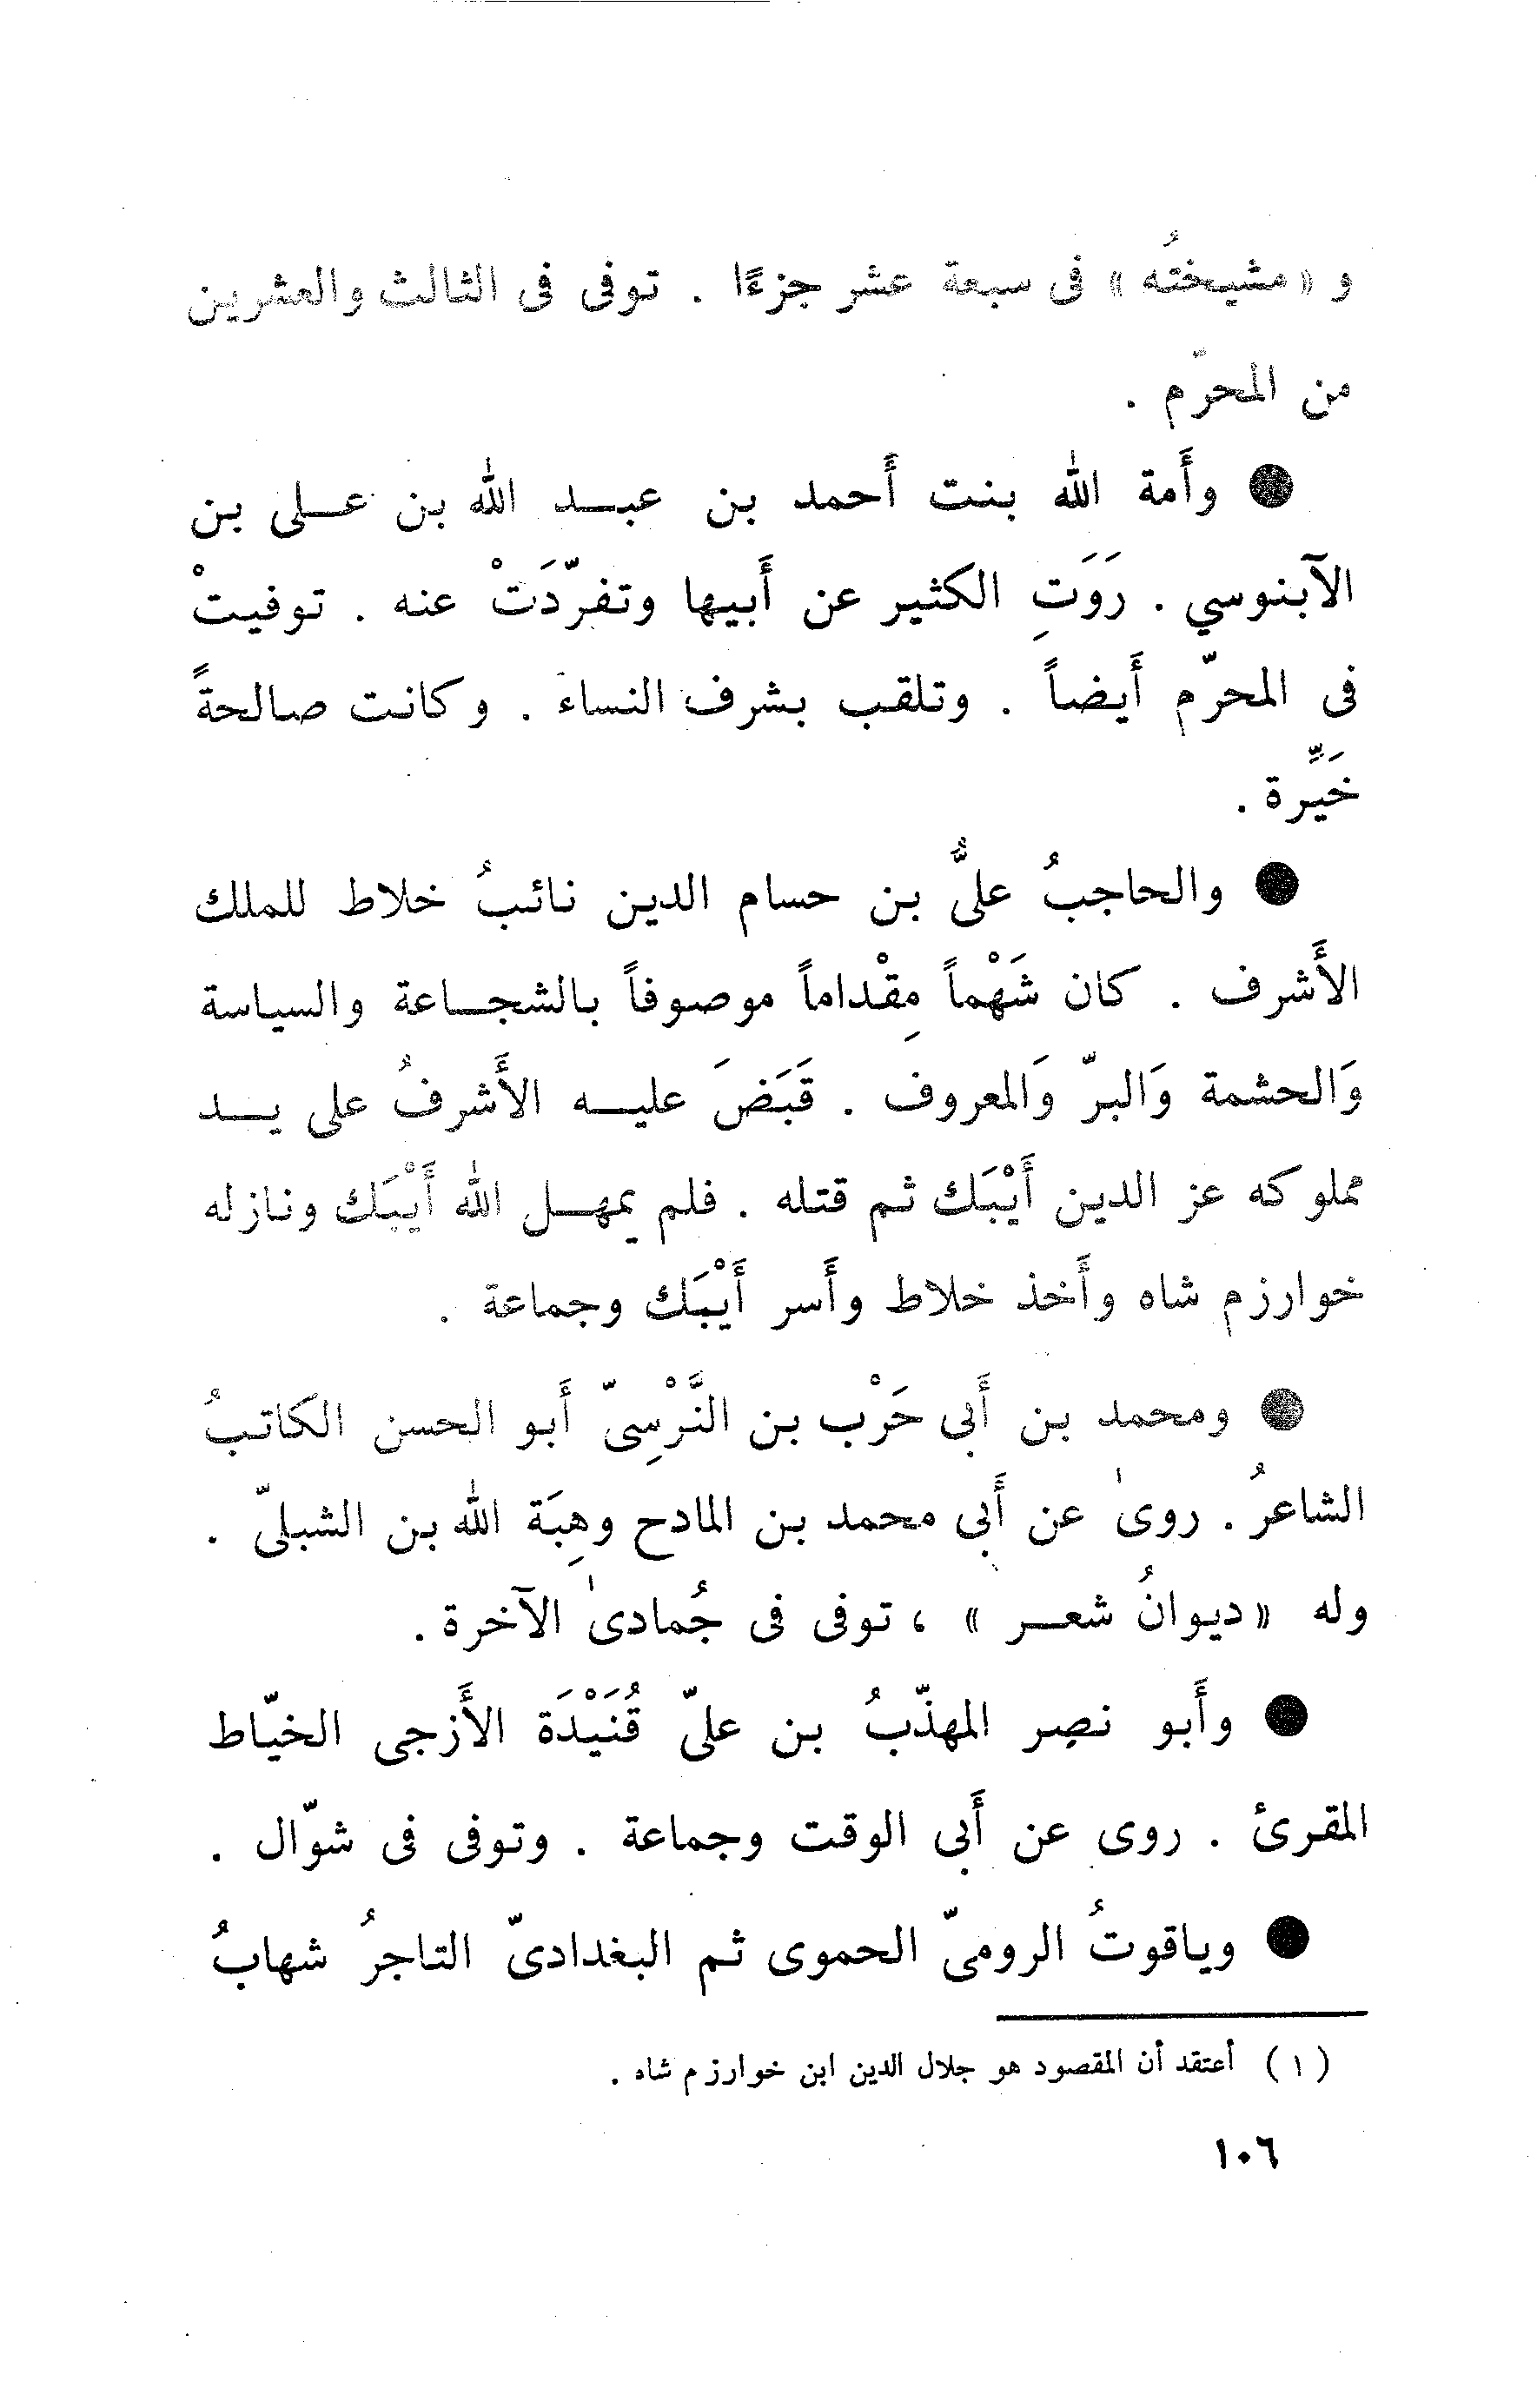 و «مشيختُه» فى سبعة عشر جزءًا . توفى فى الثالث والعشرين
من المحرّم .
● وأَمة الله بنت أَحمد بن عبد الله بن على بن
الآبنوسي . رَوَتِ الكثير عن أَبيها وتفرّدَتْ عنه . توفيتْ
فى المحرّم أَيضاً . وتلقب بشرف النساءَ . وكانت صالحةً
خَيِّرة .
● والحاجبُ علىُّ بن حسام الدين نائبُ خلاط للملك
الأَشرف . كان شَهْماً مِقْداماً موصوفاً بالشجاعة والسياسة
وَالحشمة وَالبرّ وَالمعروف . قَبَضَ عليه الأَشرفُ على يد
مملوكه عز الدين أَيْبَك ثم قتله . فلم يمهل الله أَيْبَك ونازله
خوارزم شاه وأَخذ خلاط وأَسر أَيْبَك وجماعة .
● ومحمد بن أَبى حَرْب بن النَّرْسِىّ أَبو الحسن الكاتبُ
الشاعرُ . روىٰ عن أَبى محمد بن المادح وهِبَة الله بن الشبلىّ .
وله «ديوانُ شعر» ، توفى فى جُمادىٰ الآخرة .
● وأَبو نصر المهذّبُ بن علىّ قُنَيْدَة الأَزجى الخيّاط
المقرئ . روى عن أَبى الوقت وجماعة . وتوفى فى شوّال .
● وياقوتُ الرومىّ الحموى ثم البغدادىّ التاجرُ شهابُ
(١) أعتقد أن المقصود هو جلال الدين ابن خوارزم شاه .
١٠٦